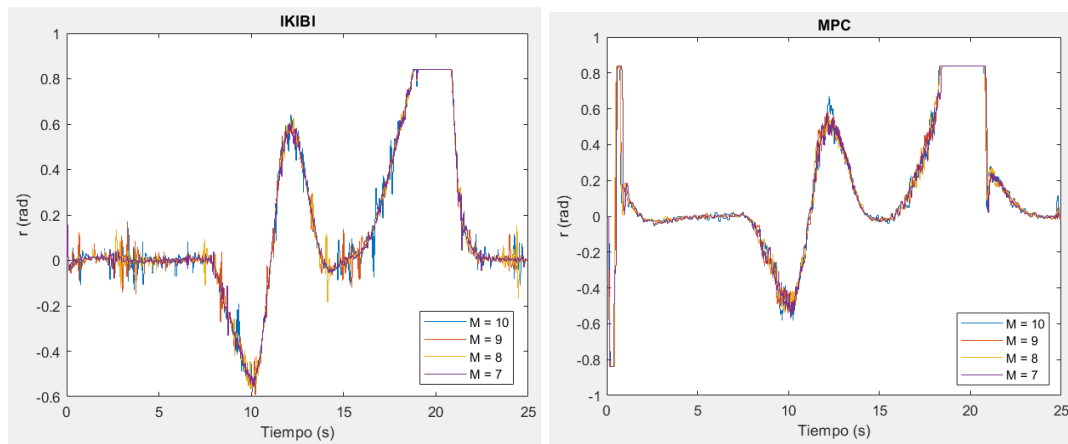 IKIBI
1
0.8
0.6
0.4
0.2
0
-0.2
-0.4
-0.6
r (rad)
0 5 10 15 20 25
Tiempo (s)
M = 10
M = 9
M = 8
M = 7
MPC
1
0.8
0.6
0.4
0.2
0
-0.2
-0.4
-0.6
-0.8
-1
r (rad)
0 5 10 15 20 25
Tiempo (s)
M = 10
M = 9
M = 8
M = 7